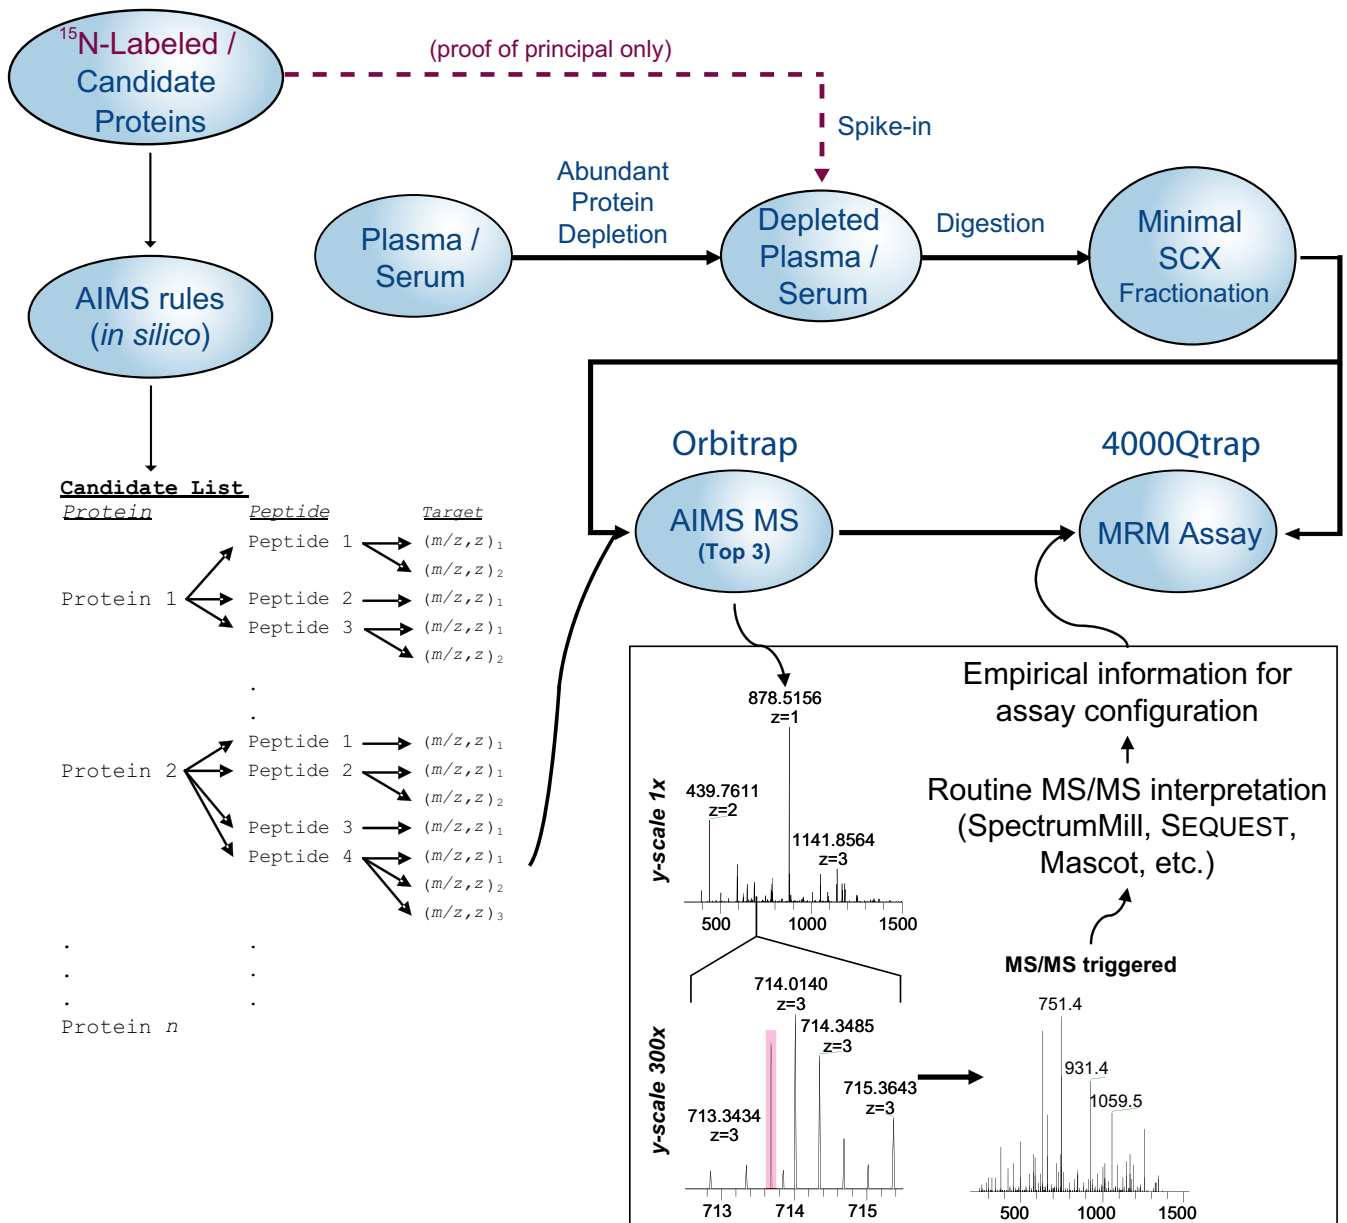 15N-Labeled /
Candidate
Proteins
(proof of principal only)
Spike-in
Abundant
Protein
Depletion
Plasma /
Serum
Depleted
Plasma /
Serum
Digestion
Minimal
SCX
Fractionation
AIMS rules
(in silico)
Orbitrap
AIMS MS
(Top 3)
4000Qtrap
MRM Assay
Candidate List
Protein Peptide Target
Peptide 1 (m/z,z)1
(m/z,z)2
Protein 1 Peptide 2 (m/z,z)1
Peptide 3 (m/z,z)1
(m/z,z)2
.
.
Peptide 1 (m/z,z)1
Protein 2 Peptide 2 (m/z,z)1
(m/z,z)2
Peptide 3 (m/z,z)1
Peptide 4 (m/z,z)1
(m/z,z)2
(m/z,z)3
. .
. .
. .
Protein n
878.5156
z=1
439.7611
z=2
1141.8564
z=3
y-scale 1x
500 1000 1500
714.0140
z=3
714.3485
z=3
715.3643
z=3
713.3434
z=3
y-scale 300x
713 714 715
Empirical information for
assay configuration
Routine MS/MS interpretation
(SpectrumMill, SEQUEST,
Mascot, etc.)
MS/MS triggered
751.4
931.4
1059.5
500 1000 1500